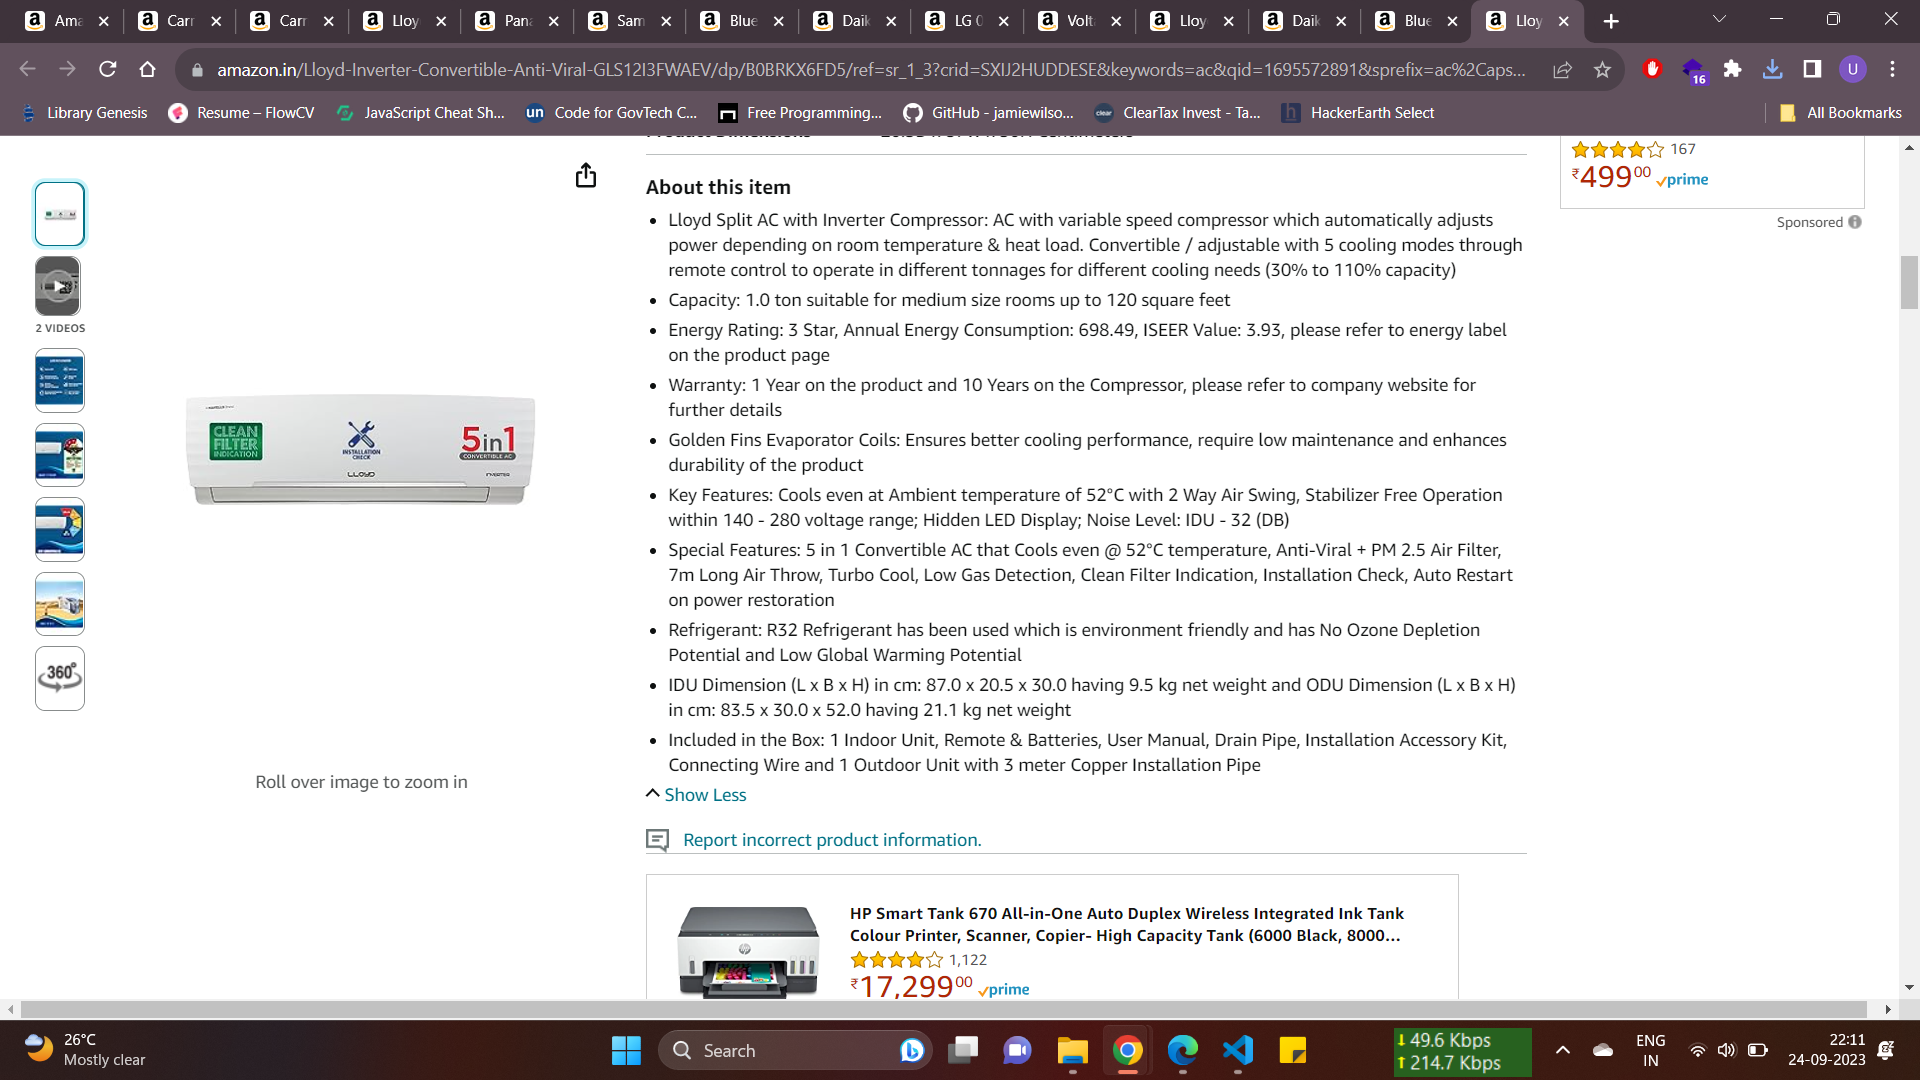 Ama
Carr
Carr
Lloy
Pana
Sam
Blue
Daik
LG 0
Volta
Lloy
Daik
Blue
Lloy
amazon.in/Lloyd-Inverter-Convertible-Anti-Viral-GLS12I3FWAEV/dp/B0BRKX6FD5/ref=sr_1_3?crid=SXIJ2HUDDESE&keywords=ac&qid=1695572891&sprefix=ac%2Caps...
16
U
Library Genesis
Resume – FlowCV
JavaScript Cheat Sh...
un
Code for GovTech C...
Free Programming...
GitHub - jamiewilso...
clear
ClearTax Invest - Ta...
h
HackerEarth Select
All Bookmarks
167
₹499 00 prime
Sponsored
About this item
Lloyd Split AC with Inverter Compressor: AC with variable speed compressor which automatically adjusts
power depending on room temperature & heat load. Convertible / adjustable with 5 cooling modes through
remote control to operate in different tonnages for different cooling needs (30% to 110% capacity)
Capacity: 1.0 ton suitable for medium size rooms up to 120 square feet
Energy Rating: 3 Star, Annual Energy Consumption: 698.49, ISEER Value: 3.93, please refer to energy label
on the product page
Warranty: 1 Year on the product and 10 Years on the Compressor, please refer to company website for
further details
Golden Fins Evaporator Coils: Ensures better cooling performance, require low maintenance and enhances
durability of the product
Key Features: Cools even at Ambient temperature of 52°C with 2 Way Air Swing, Stabilizer Free Operation
within 140 - 280 voltage range; Hidden LED Display; Noise Level: IDU - 32 (DB)
Special Features: 5 in 1 Convertible AC that Cools even @ 52°C temperature, Anti-Viral + PM 2.5 Air Filter,
7m Long Air Throw, Turbo Cool, Low Gas Detection, Clean Filter Indication, Installation Check, Auto Restart
on power restoration
Refrigerant: R32 Refrigerant has been used which is environment friendly and has No Ozone Depletion
Potential and Low Global Warming Potential
IDU Dimension (L x B x H) in cm: 87.0 x 20.5 x 30.0 having 9.5 kg net weight and ODU Dimension (L x B x H)
in cm: 83.5 x 30.0 x 52.0 having 21.1 kg net weight
Included in the Box: 1 Indoor Unit, Remote & Batteries, User Manual, Drain Pipe, Installation Accessory Kit,
Connecting Wire and 1 Outdoor Unit with 3 meter Copper Installation Pipe
Show Less
Report incorrect product information.
2 VIDEOS
360°
CLEAN
FILTER
INDICATION
INSTALLATION
CHECK
5in1
CONVERTIBLE AC
LLOYD
INVERTER
Roll over image to zoom in
HP Smart Tank 670 All-in-One Auto Duplex Wireless Integrated Ink Tank
Colour Printer, Scanner, Copier- High Capacity Tank (6000 Black, 8000...
1,122
₹17,299 00 prime
26°C
Mostly clear
Search
49.6 Kbps
214.7 Kbps
ENG
IN
22:11
24-09-2023